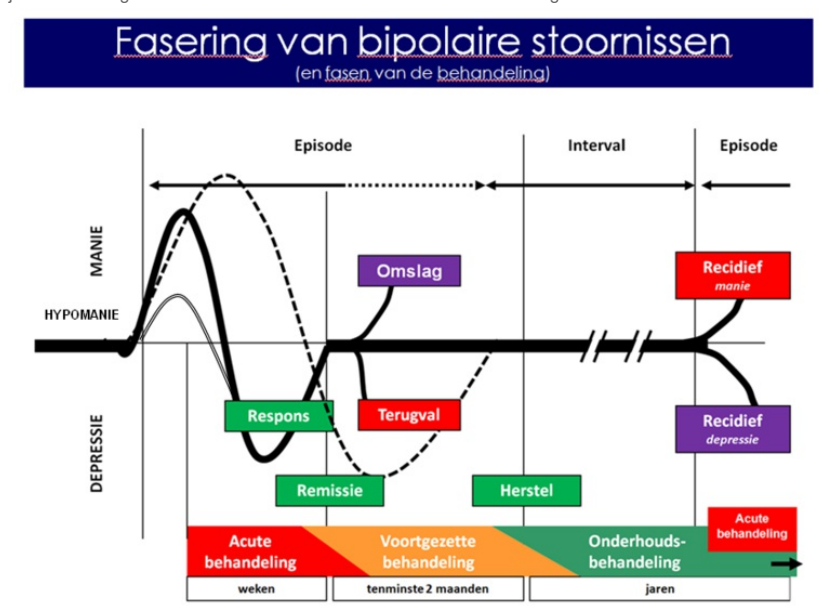 Fasering van bipolaire stoornissen
(en fasen van de behandeling)
Episode
Interval
Episode
MANIE
HYPOMANIE
DEPRESSIE
Omslag
Recidief
manie
Respons
Terugval
Recidief
depressie
Remissie
Herstel
Acute
behandeling
Acute
behandeling
Voortgezette
behandeling
Onderhouds-
behandeling
weken
tenminste 2 maanden
jaren